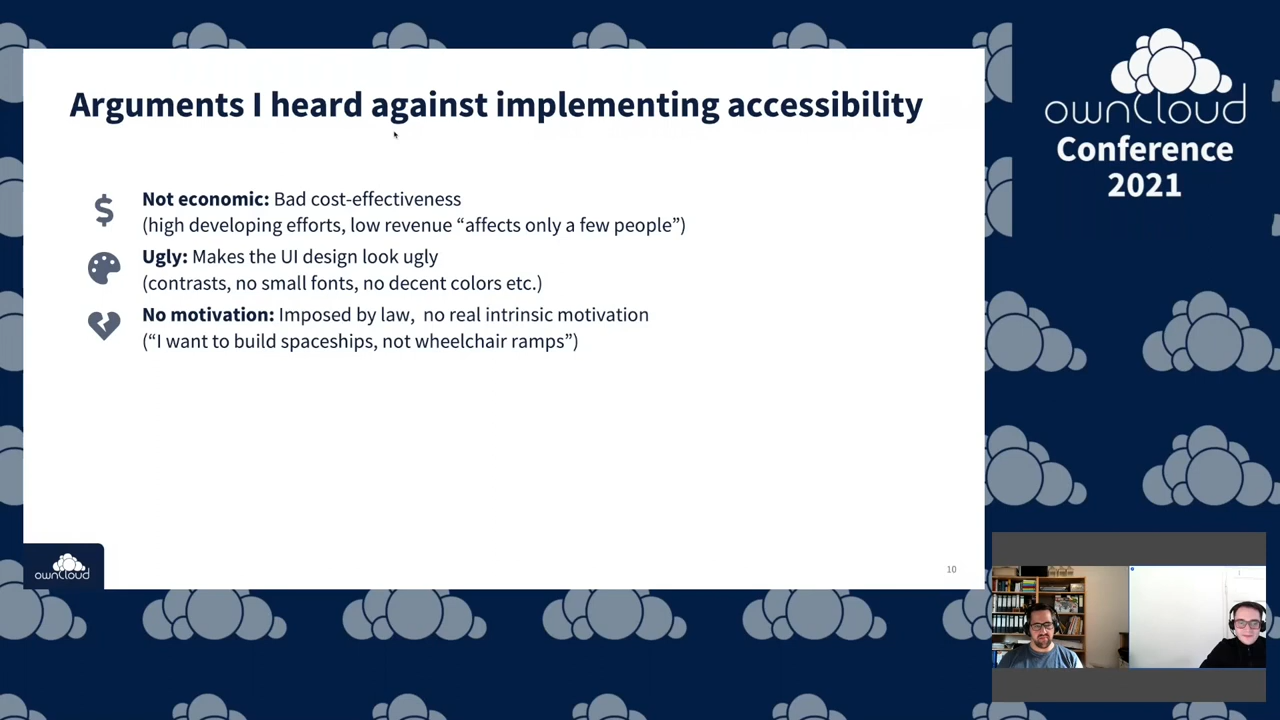 Arguments I heard against implementing accessibility
Not economic: Bad cost-effectiveness
(high developing efforts, low revenue “affects only a few people”)
Ugly: Makes the UI design look ugly
(contrasts, no small fonts, no decent colors etc.)
No motivation: Imposed by law,  no real intrinsic motivation
(“I want to build spaceships, not wheelchair ramps”)
ownCloud
10
ownCloud
Conference
2021